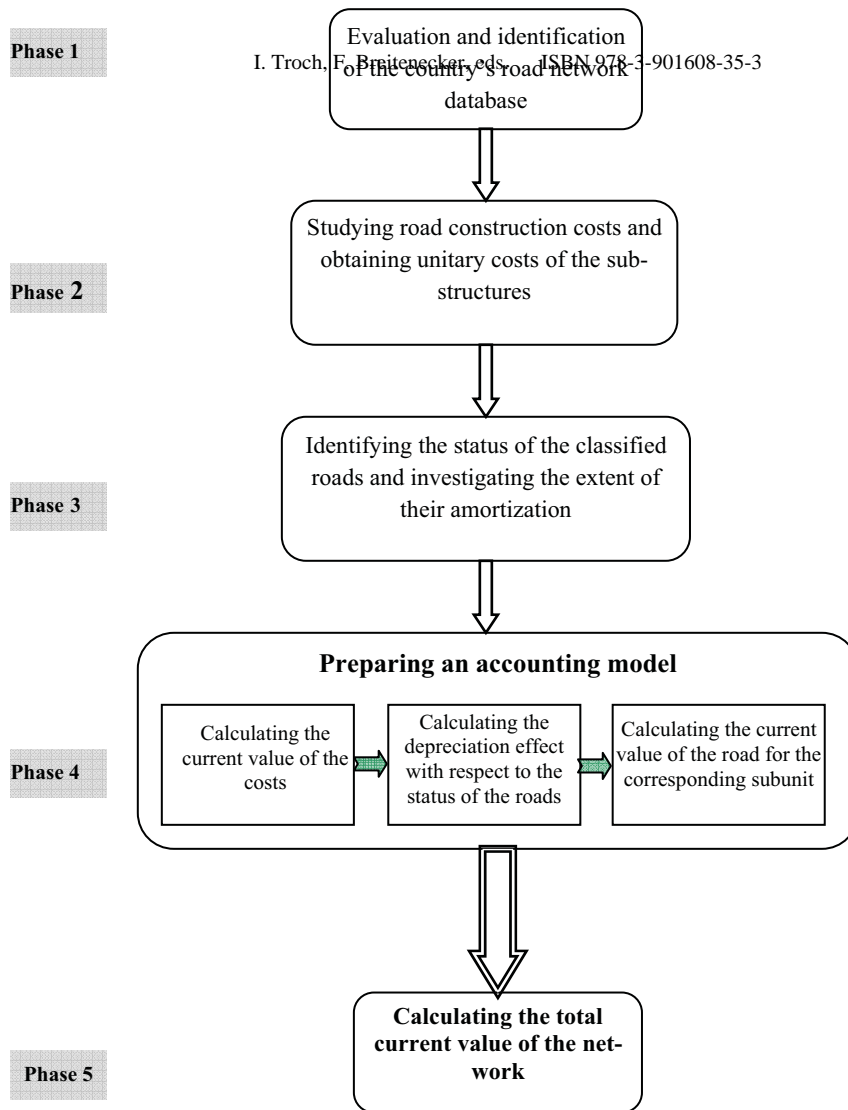 Phase 1
Evaluation and identification
I. Troch, F. Breitenecker, eds. ISBN 978-3-901608-35-3
of the country's road network
database
Phase 2
Studying road construction costs and
obtaining unitary costs of the sub-
structures
Phase 3
Identifying the status of the classified
roads and investigating the extent of
their amortization
Phase 4
Preparing an accounting model
Calculating the
current value of the
costs
Calculating the
depreciation effect
with respect to the
status of the roads
Calculating the current
value of the road for the
corresponding subunit
Phase 5
Calculating the total
current value of the net-
work